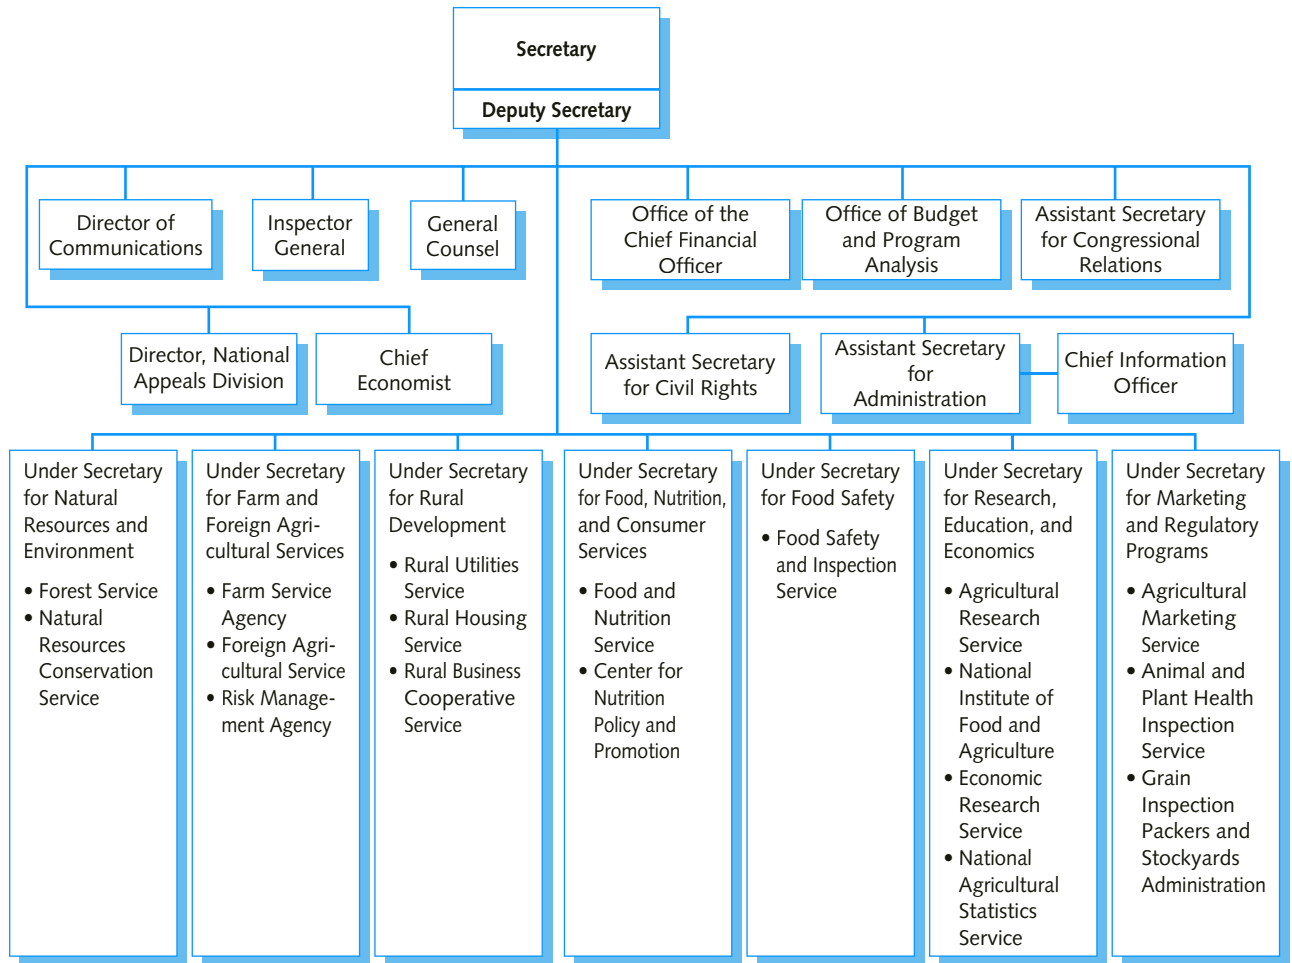 Secretary
Deputy Secretary
Director of
Communications
Inspector
General
General
Counsel
Office of the
Chief Financial
Officer
Office of Budget
and Program
Analysis
Assistant Secretary
for Congressional
Relations
Director, National
Appeals Division
Chief
Economist
Assistant Secretary
for Civil Rights
Assistant Secretary
for
Administration
Chief Information
Officer
Under Secretary
for Natural
Resources and
Environment
• Forest Service
• Natural
Resources
Conservation
Service
Under Secretary
for Farm and
Foreign Agri-
cultural Services
• Farm Service
Agency
• Foreign Agri-
cultural Service
• Risk Manage-
ment Agency
Under Secretary
for Rural
Development
• Rural Utilities
Service
• Rural Housing
Service
• Rural Business
Cooperative
Service
Under Secretary
for Food, Nutrition,
and Consumer
Services
• Food and
Nutrition
Service
• Center for
Nutrition
Policy and
Promotion
Under Secretary
for Food Safety
• Food Safety
and Inspection
Service
Under Secretary
for Research,
Education, and
Economics
• Agricultural
Research
Service
• National
Institute of
Food and
Agriculture
• Economic
Research
Service
• National
Agricultural
Statistics
Service
Under Secretary
for Marketing
and Regulatory
Programs
• Agricultural
Marketing
Service
• Animal and
Plant Health
Inspection
Service
• Grain
Inspection
Packers and
Stockyards
Administration